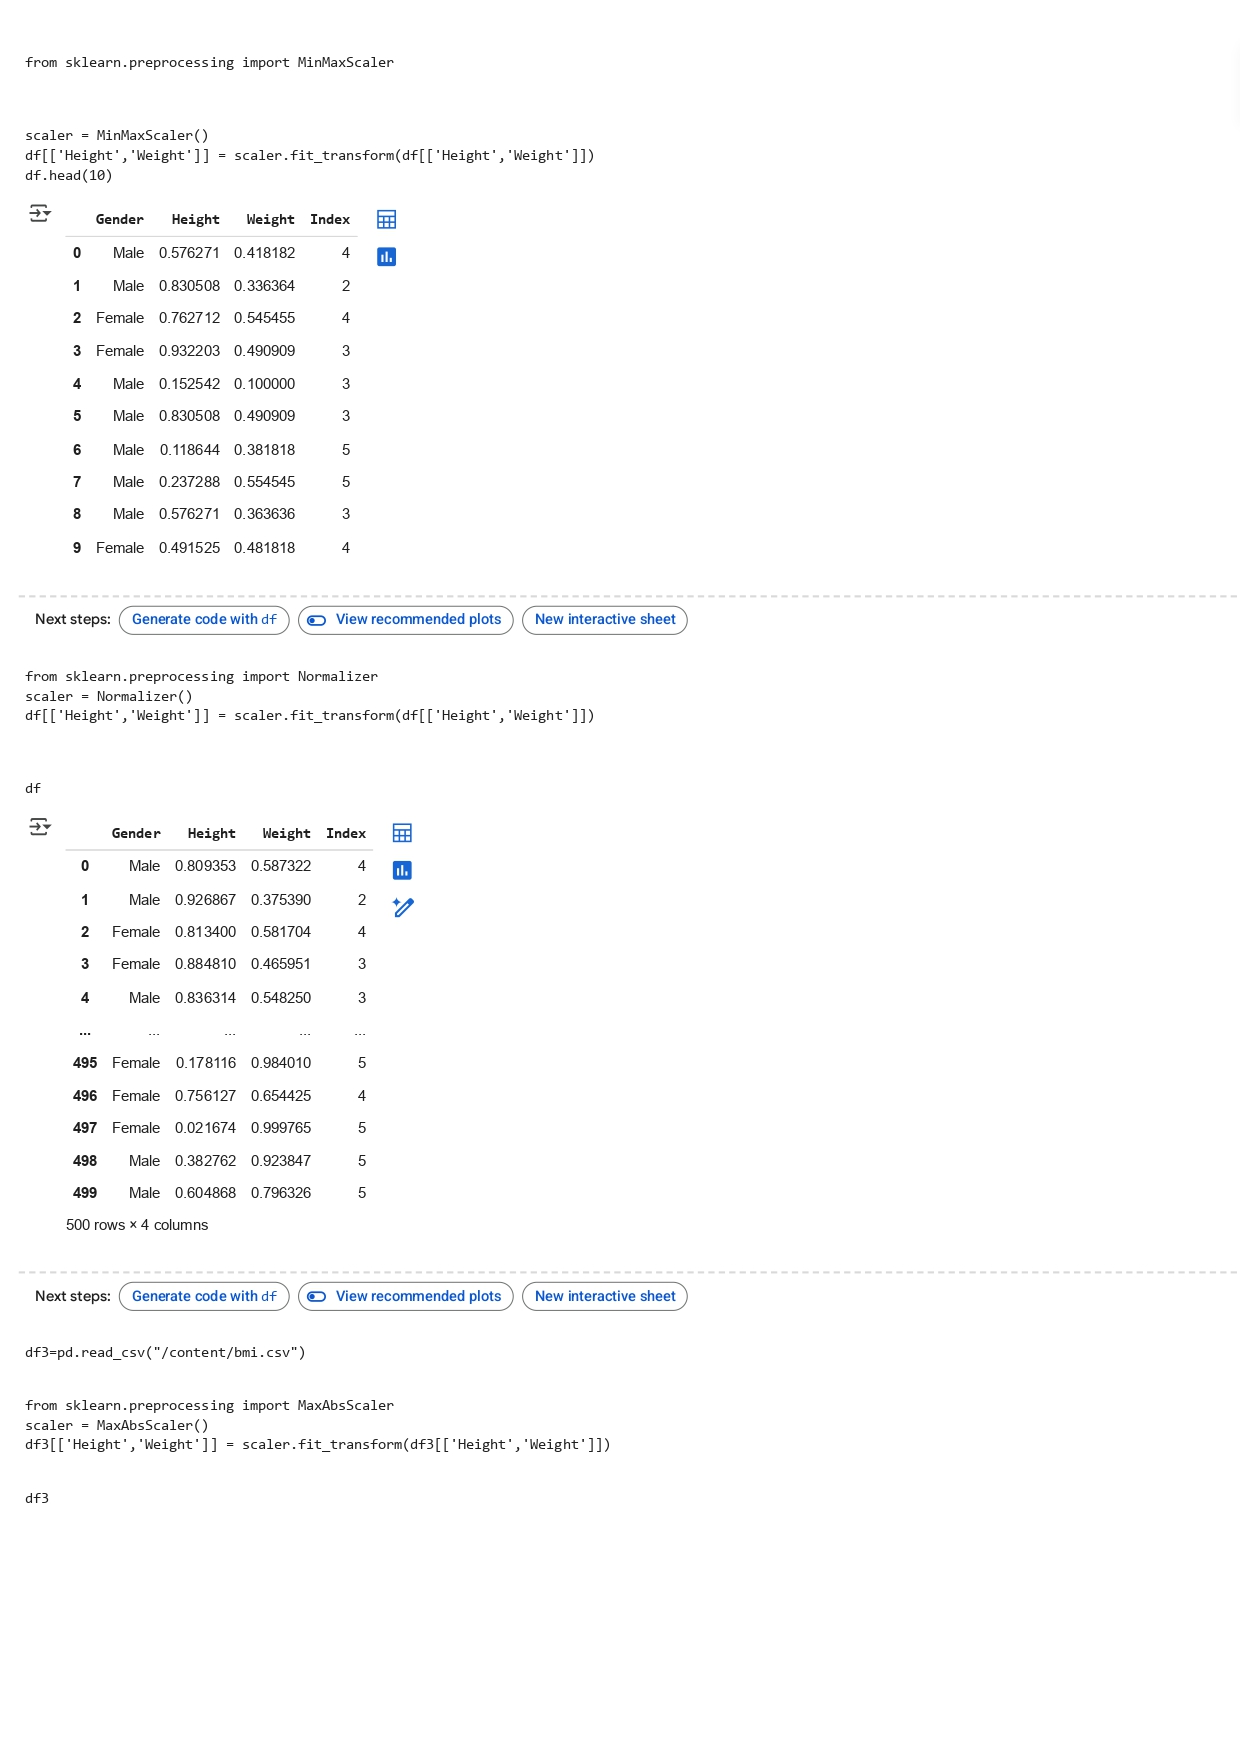 from sklearn.preprocessing import MinMaxScaler
scaler = MinMaxScaler()
df[['Height','Weight']] = scaler.fit_transform(df[['Height','Weight']])
df.head(10)
Gender Height Weight Index
0 Male 0.576271 0.418182 4
1 Male 0.830508 0.336364 2
2 Female 0.762712 0.545455 4
3 Female 0.932203 0.490909 3
4 Male 0.152542 0.100000 3
5 Male 0.830508 0.490909 3
6 Male 0.118644 0.381818 5
7 Male 0.237288 0.554545 5
8 Male 0.576271 0.363636 3
9 Female 0.491525 0.481818 4
Next steps: Generate code with df View recommended plots New interactive sheet
from sklearn.preprocessing import Normalizer
scaler = Normalizer()
df[['Height','Weight']] = scaler.fit_transform(df[['Height','Weight']])
df
Gender Height Weight Index
0 Male 0.809353 0.587322 4
1 Male 0.926867 0.375390 2
2 Female 0.813400 0.581704 4
3 Female 0.884810 0.465951 3
4 Male 0.836314 0.548250 3
... ... ... ... ...
495 Female 0.178116 0.984010 5
496 Female 0.756127 0.654425 4
497 Female 0.021674 0.999765 5
498 Male 0.382762 0.923847 5
499 Male 0.604868 0.796326 5
500 rows × 4 columns
Next steps: Generate code with df View recommended plots New interactive sheet
df3=pd.read_csv("/content/bmi.csv")
from sklearn.preprocessing import MaxAbsScaler
scaler = MaxAbsScaler()
df3[['Height','Weight']] = scaler.fit_transform(df3[['Height','Weight']])
df3